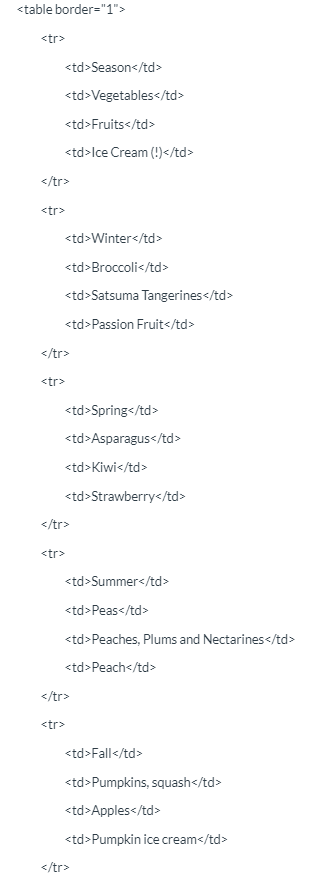 <table border="1">
<tr>
<td>Season</td>
<td>Vegetables</td>
<td>Fruits</td>
<td>Ice Cream (!)</td>
</tr>
<tr>
<td>Winter</td>
<td>Broccoli</td>
<td>Satsuma Tangerines</td>
<td>Passion Fruit</td>
</tr>
<tr>
<td>Spring</td>
<td>Asparagus</td>
<td>Kiwi</td>
<td>Strawberry</td>
</tr>
<tr>
<td>Summer</td>
<td>Peas</td>
<td>Peaches, Plums and Nectarines</td>
<td>Peach</td>
</tr>
<tr>
<td>Fall</td>
<td>Pumpkins, squash</td>
<td>Apples</td>
<td>Pumpkin ice cream</td>
</tr>